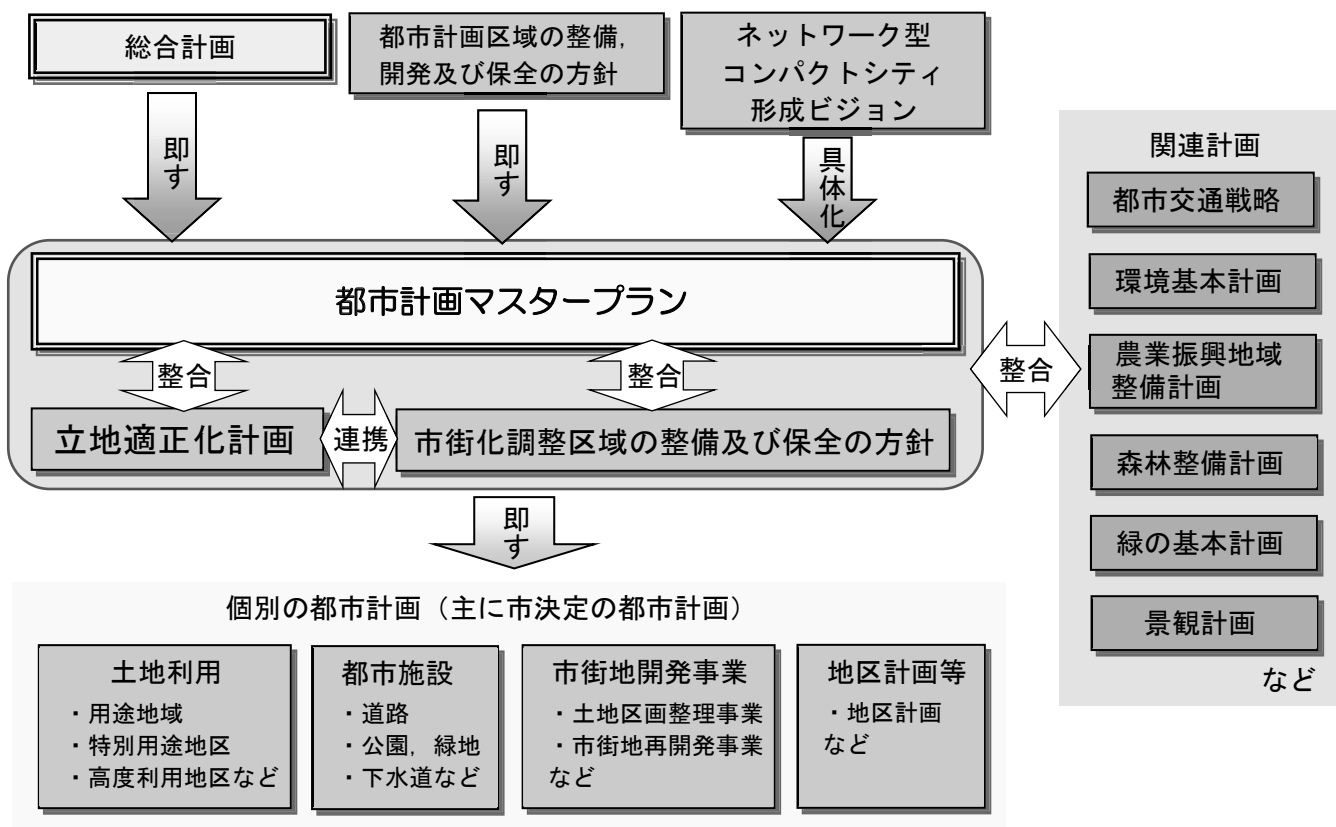 総合計画
都市計画区域の整備,
開発及び保全の方針
ネットワーク型
コンパクトシティ
形成ビジョン
即す
即す
具体化
都市計画マスタープラン
整合
整合
立地適正化計画
連携
市街化調整区域の整備及び保全の方針
整合
関連計画
都市交通戦略
環境基本計画
農業振興地域
整備計画
森林整備計画
緑の基本計画
景観計画
など
即す
個別の都市計画（主に市決定の都市計画）
土地利用
・用途地域
・特別用途地区
・高度利用地区など
都市施設
・道路
・公園, 緑地
・下水道など
市街地開発事業
・土地区画整理事業
・市街地再開発事業
など
地区計画等
・地区計画
など